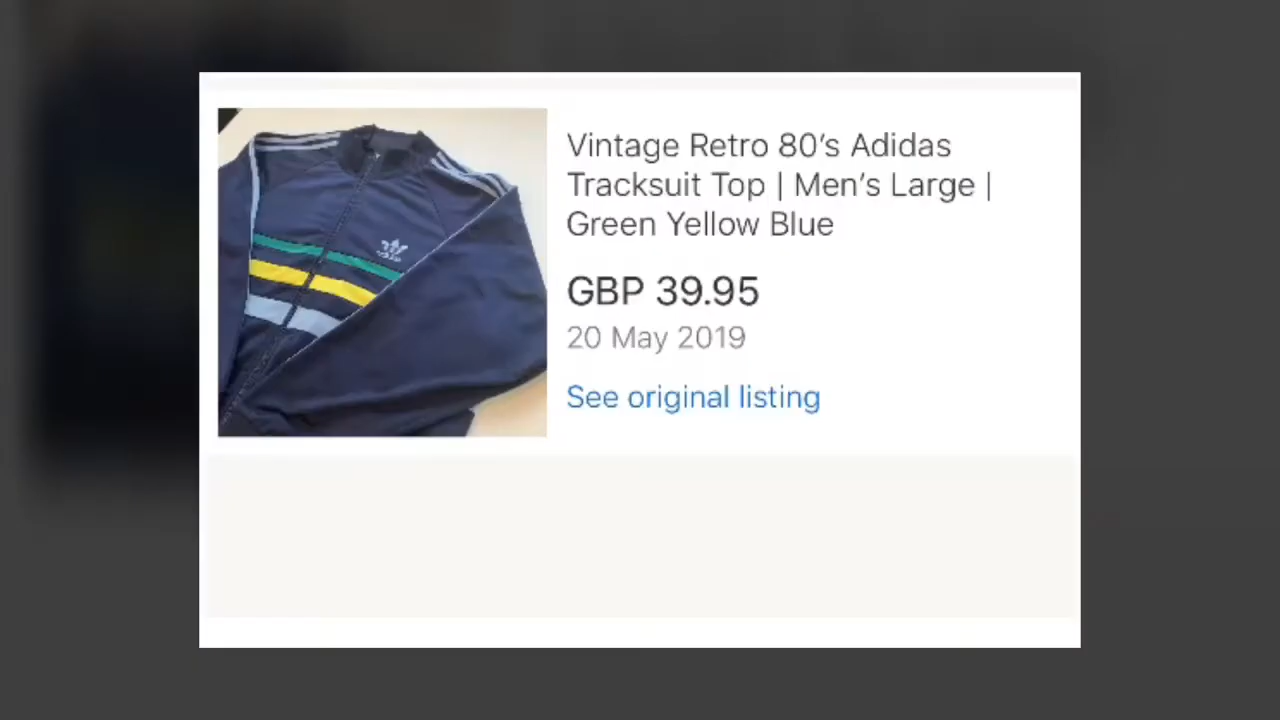 Vintage Retro 80's Adidas
Tracksuit Top | Men's Large |
Green Yellow Blue
GBP 39.95
20 May 2019
See original listing